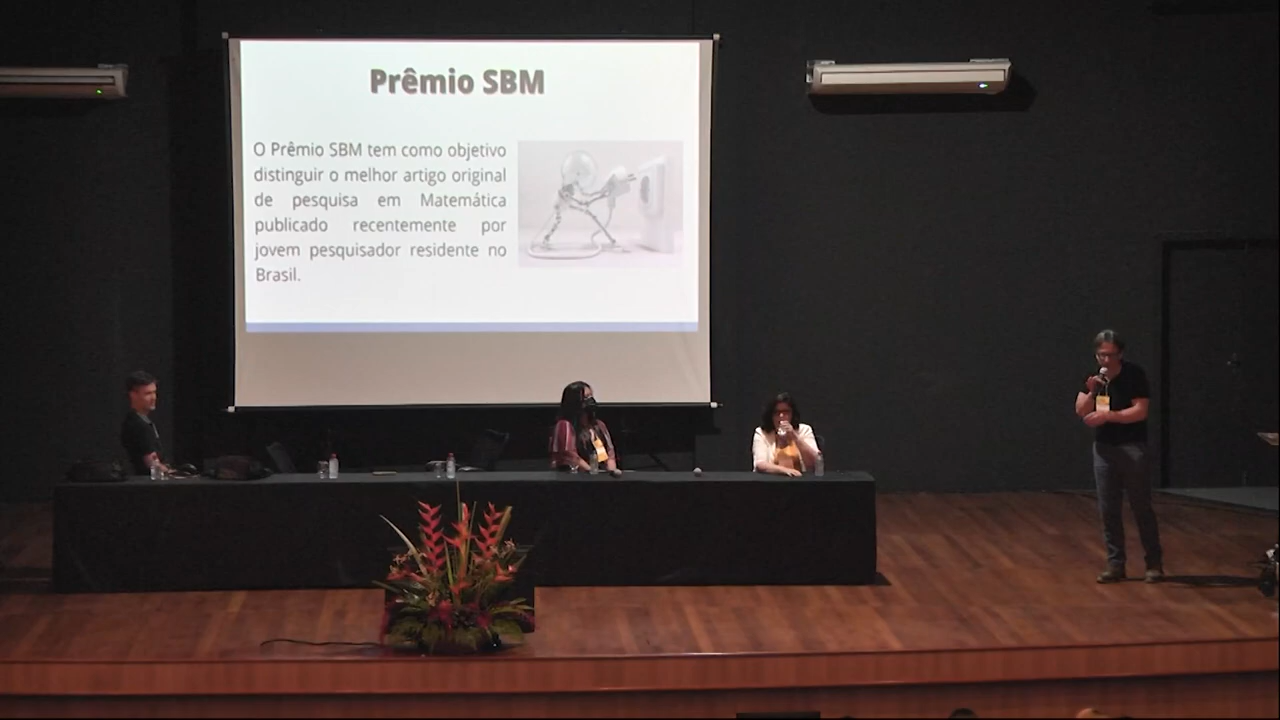 Prêmio SBM
O Prêmio SBM tem como objetivo
distinguir o melhor artigo original
de pesquisa em Matemática
publicado recentemente por
jovem pesquisador residente no
Brasil.